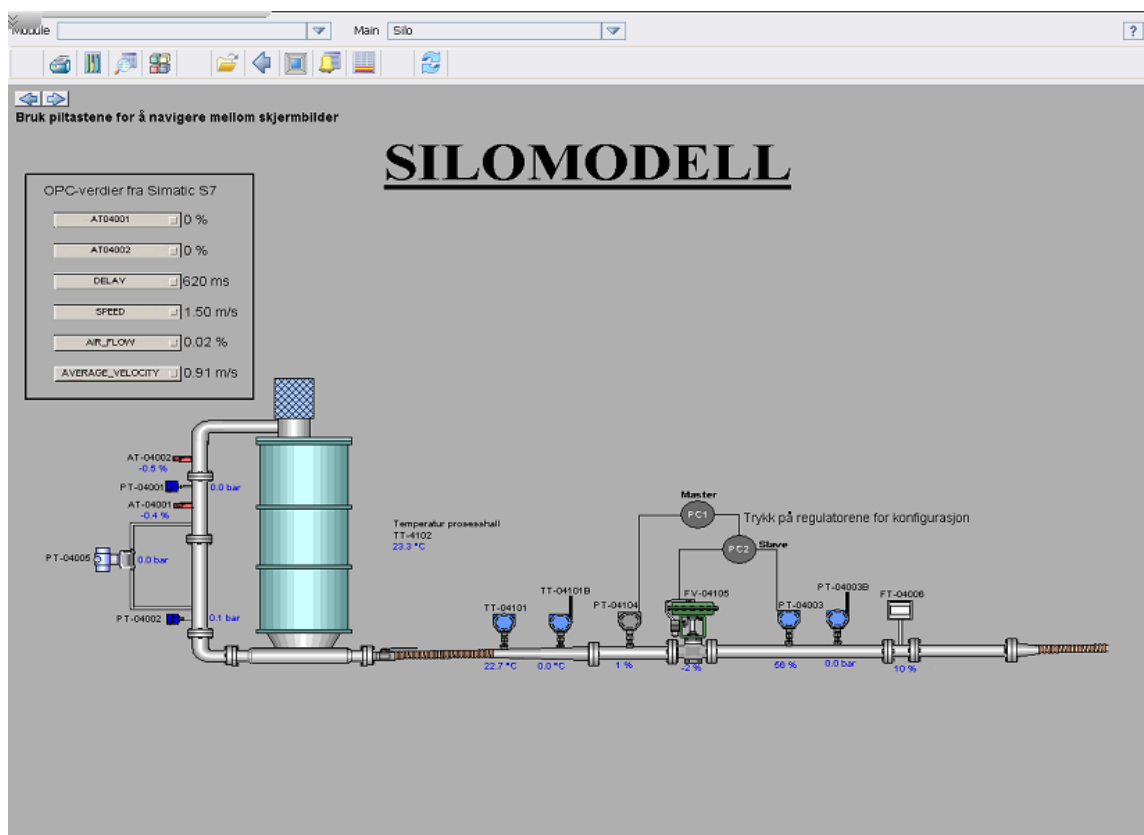 Module
Main Silo
?
Bruk piltastene for å navigere mellom skjermbilder
SILOMODELL
OPC-verdier fra Simatic S7
AT04001 0 %
AT04002 0 %
DELAY 620 ms
SPEED 1.50 m/s
AIR_FLOW 0.02 %
AVERAGE_VELOCITY 0.91 m/s
AT-04002
-0.5 %
PT-04001 0.0 bar
AT-04001
-0.4 %
PT-04005 0.0 bar
PT-04002 0.1 bar
Temperatur prosesshall
TT-4102
23.3 °C
Master
PC1
Trykk på regulatorene for konfigurasjon
PC2 Slave
TT-04101
22.7 °C
TT-04101B
0.0 °C
PT-04104
1 %
FV-04105
-2 %
PT-04003
56 %
PT-04003B
0.0 bar
FT-04006
10 %